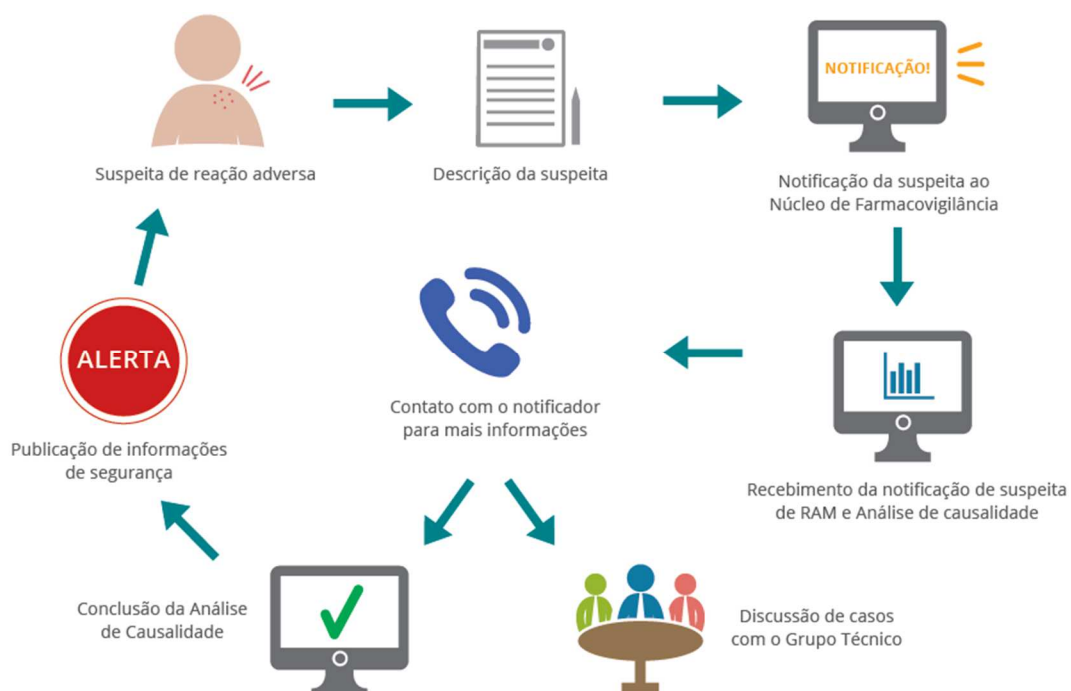 NOTIFICAÇÃO!
Suspeita de reação adversa
Descrição da suspeita
Notificação da suspeita ao
Núcleo de Farmacovigilância
ALERTA
Publicação de informações
de segurança
Contato com o notificador
para mais informações
Recebimento da notificação de suspeita
de RAM e Análise de causalidade
Conclusão da Análise
de Causalidade
Discussão de casos
com o Grupo Técnico